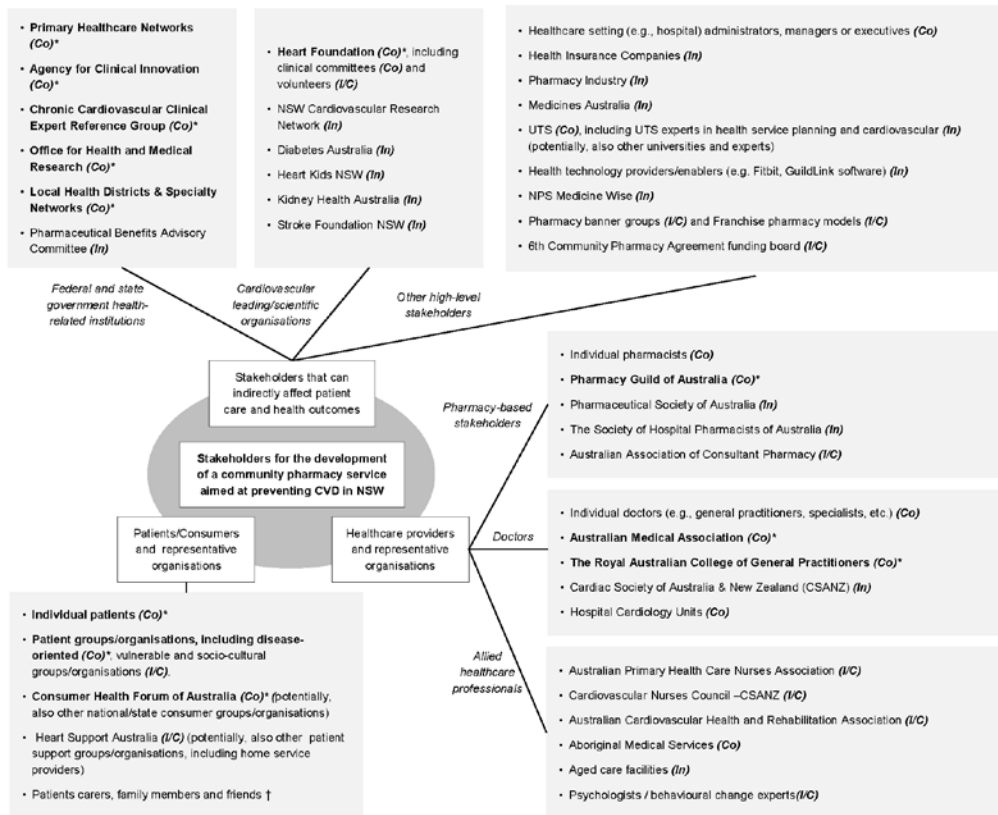 • Primary Healthcare Networks
(Co)*
• Agency for Clinical Innovation
(Co)*
• Chronic Cardiovascular Clinical
Expert Reference Group (Co)*
• Office for Health and Medical
Research (Co)*
• Local Health Districts & Specialty
Networks (Co)*
• Pharmaceutical Benefits Advisory
Committee (In)
• Heart Foundation (Co)*, including
clinical committees (Co) and
volunteers (I/C)
• NSW Cardiovascular Research
Network (In)
• Diabetes Australia (In)
• Heart Kids NSW (In)
• Kidney Health Australia (In)
• Stroke Foundation NSW (In)
• Healthcare setting (e.g., hospital) administrators, managers or executives (Co)
• Health Insurance Companies (In)
• Pharmacy Industry (In)
• Medicines Australia (In)
• UTS (Co), including UTS experts in health service planning and cardiovascular (In)
(potentially, also other universities and experts)
• Health technology providers/enablers (e.g. Fitbit, GuildLink software) (In)
• NPS Medicine Wise (In)
• Pharmacy banner groups (I/C) and Franchise pharmacy models (I/C)
• 6th Community Pharmacy Agreement funding board (I/C)
Federal and state
government health-
related institutions
Cardiovascular
leading/scientific
organisations
Other high-level
stakeholders
Stakeholders that can
indirectly affect patient
care and health outcomes
Stakeholders for the development
of a community pharmacy service
aimed at preventing CVD in NSW
Patients/Consumers
and representative
organisations
Healthcare providers
and representative
organisations
Pharmacy-based
stakeholders
• Individual pharmacists (Co)
• Pharmacy Guild of Australia (Co)*
• Pharmaceutical Society of Australia (In)
• The Society of Hospital Pharmacists of Australia (In)
• Australian Association of Consultant Pharmacy (I/C)
Doctors
• Individual doctors (e.g., general practitioners, specialists, etc.) (Co)
• Australian Medical Association (Co)*
• The Royal Australian College of General Practitioners (Co)*
• Cardiac Society of Australia & New Zealand (CSANZ) (In)
• Hospital Cardiology Units (Co)
Allied
healthcare
professionals
• Australian Primary Health Care Nurses Association (I/C)
• Cardiovascular Nurses Council –CSANZ (I/C)
• Australian Cardiovascular Health and Rehabilitation Association (I/C)
• Aboriginal Medical Services (Co)
• Aged care facilities (In)
• Psychologists / behavioural change experts(I/C)
• Individual patients (Co)*
• Patient groups/organisations, including disease-
oriented (Co)*, vulnerable and socio-cultural
groups/organisations (I/C).
• Consumer Health Forum of Australia (Co)* (potentially,
also other national/state consumer groups/organisations)
• Heart Support Australia (I/C) (potentially, also other patient
support groups/organisations, including home service
providers)
• Patients carers, family members and friends †